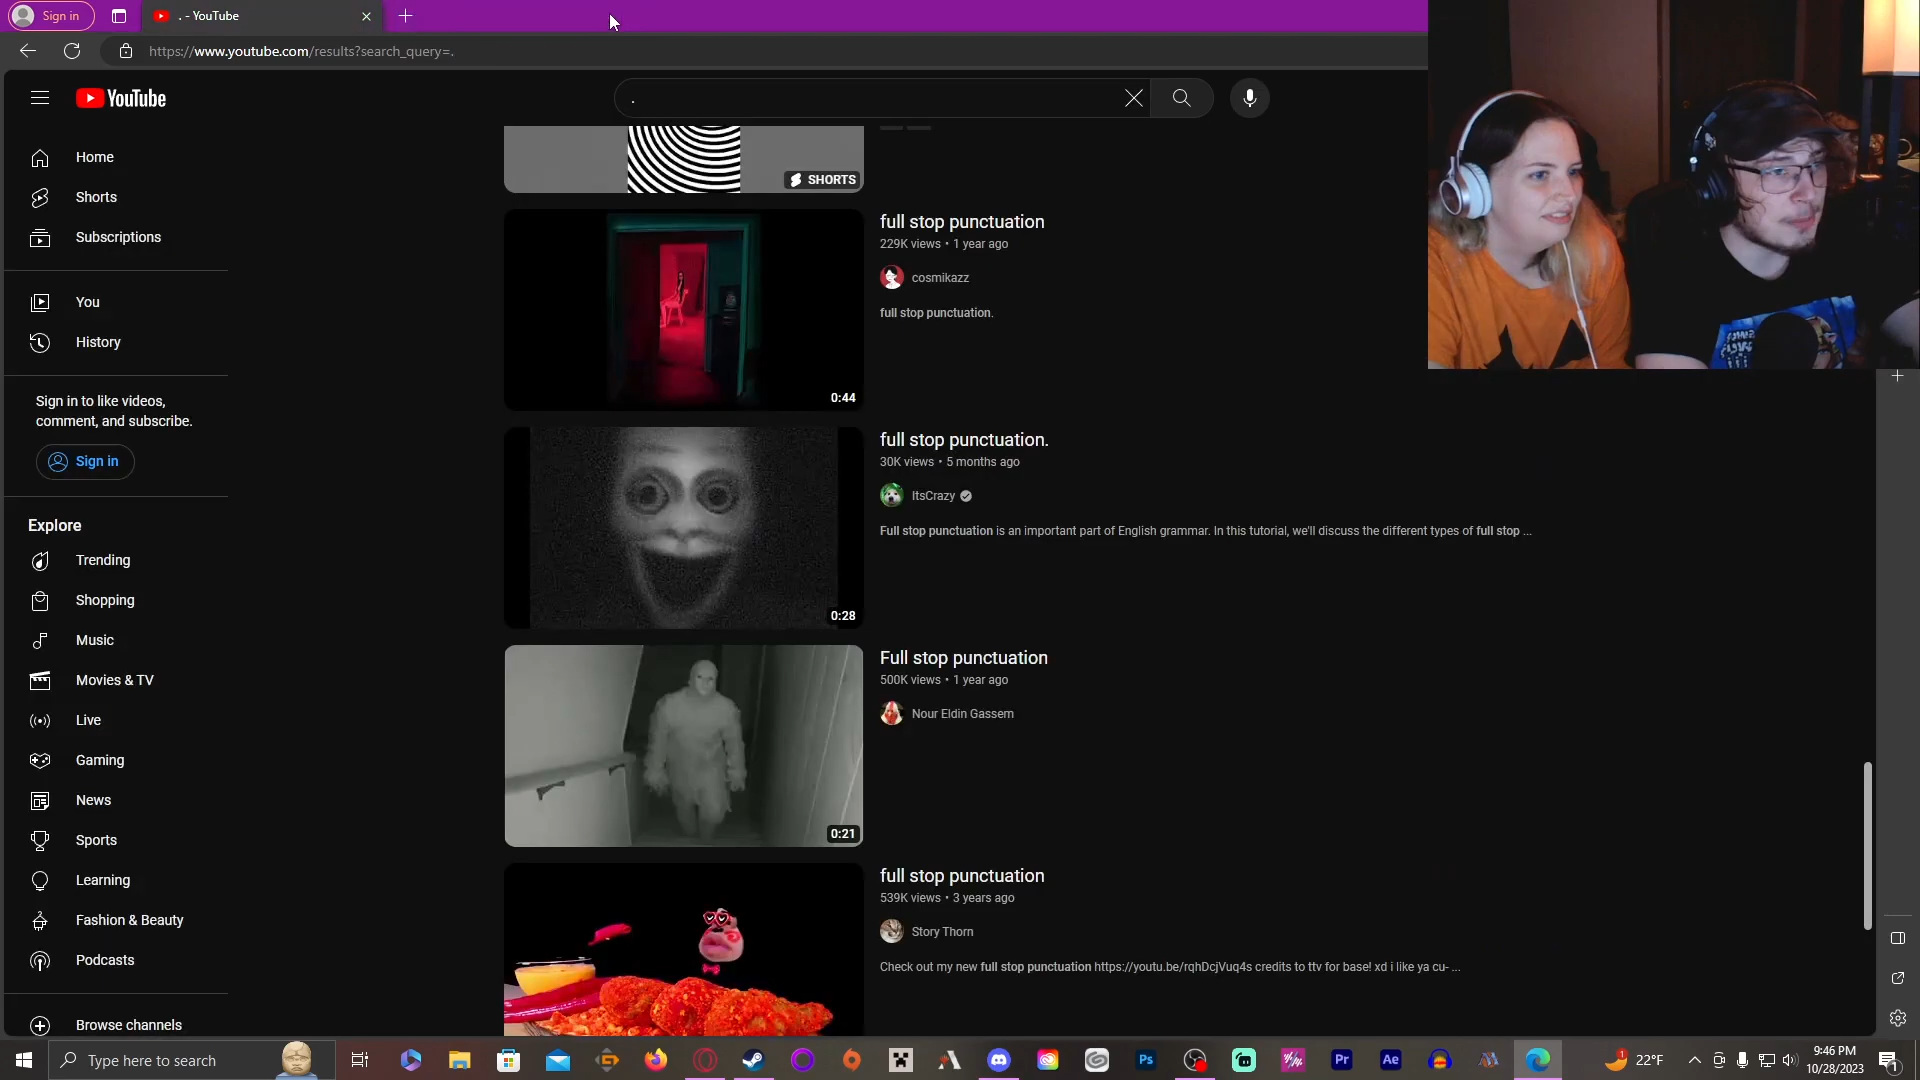 Sign in
. - YouTube
https://www.youtube.com/results?search_query=.
YouTube
.
Home
Shorts
Subscriptions
You
History
Sign in to like videos,
comment, and subscribe.
Sign in
Explore
Trending
Shopping
Music
Movies & TV
Live
Gaming
News
Sports
Learning
Fashion & Beauty
Podcasts
Browse channels
SHORTS
full stop punctuation
229K views • 1 year ago
cosmikazz
full stop punctuation.
0:44
full stop punctuation.
30K views • 5 months ago
ItsCrazy
Full stop punctuation is an important part of English grammar. In this tutorial, we'll discuss the different types of full stop ...
0:28
Full stop punctuation
500K views • 1 year ago
Nour Eldin Gassem
0:21
full stop punctuation
539K views • 3 years ago
Story Thorn
Check out my new full stop punctuation https://youtu.be/rqhDcjVuq4s credits to ttv for base! xd i like ya cu- ...
Type here to search
Ps
Pr
Ae
1
22°F
9:46 PM
10/28/2023
1